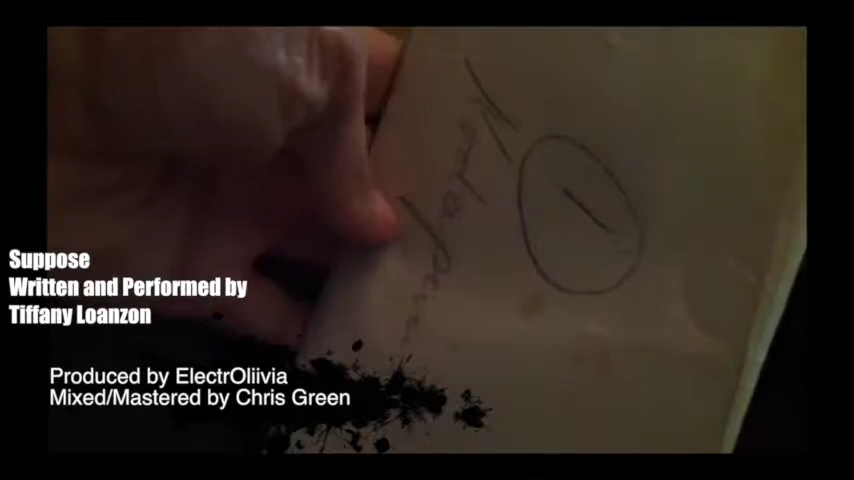 Suppose
Written and Performed by
Tiffany Loanzon
Produced by ElectrOliivia
Mixed/Mastered by Chris Green